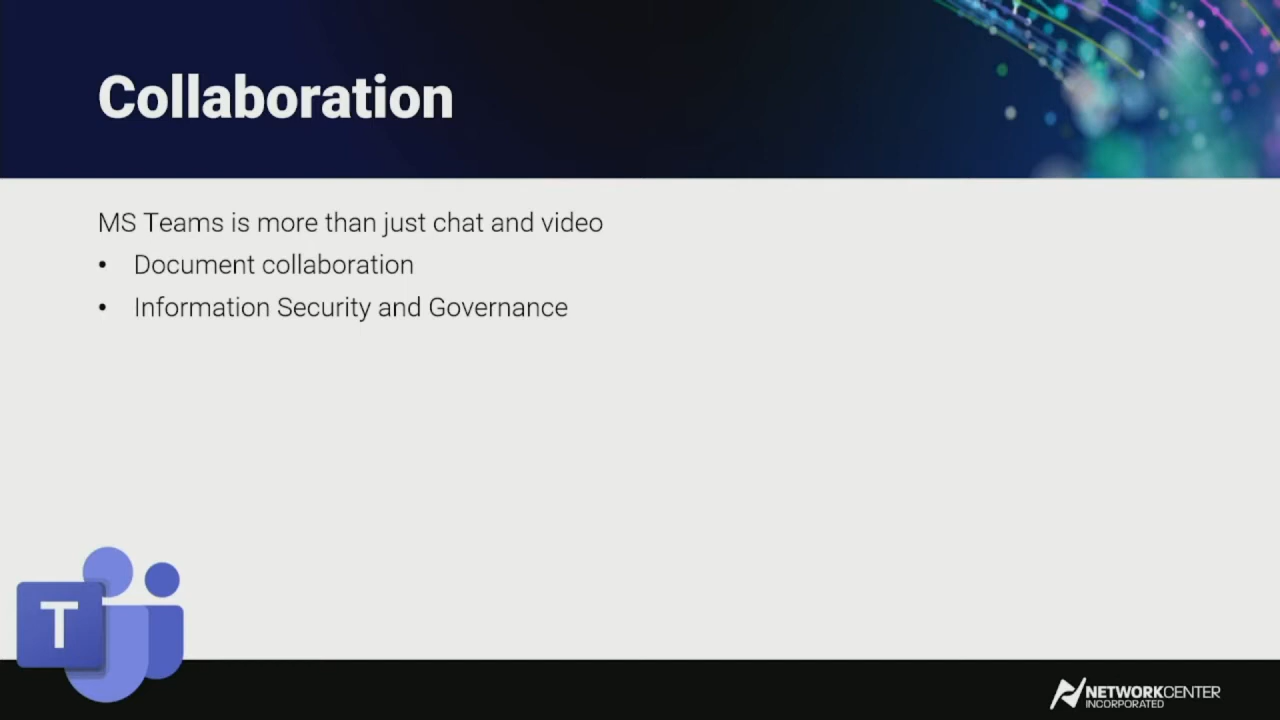 Collaboration
MS Teams is more than just chat and video
• Document collaboration
• Information Security and Governance
T
NETWORKCENTER
INCORPORATED